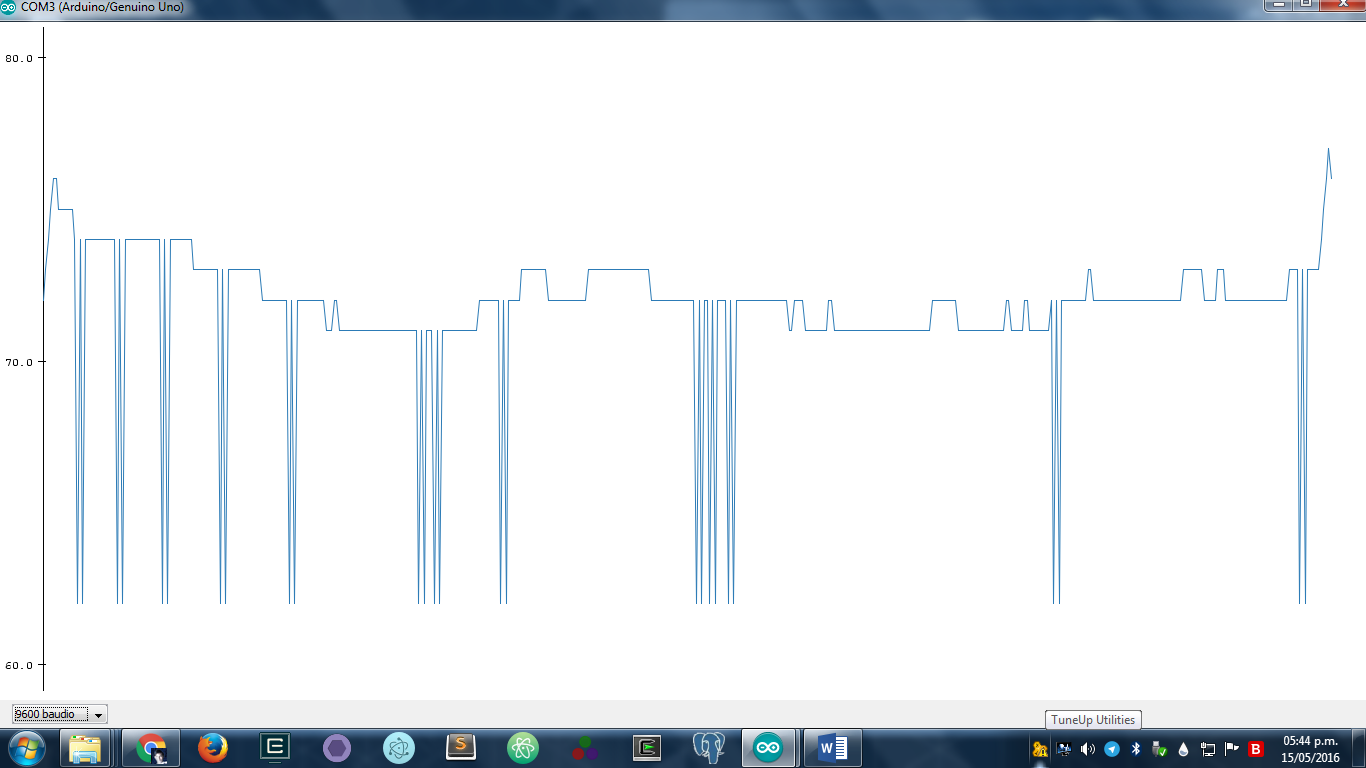 COM3 (Arduino/Genuino Uno)
80.0
70.0
60.0
9600 baudio
TuneUp Utilities
05:44 p.m.
15/05/2016